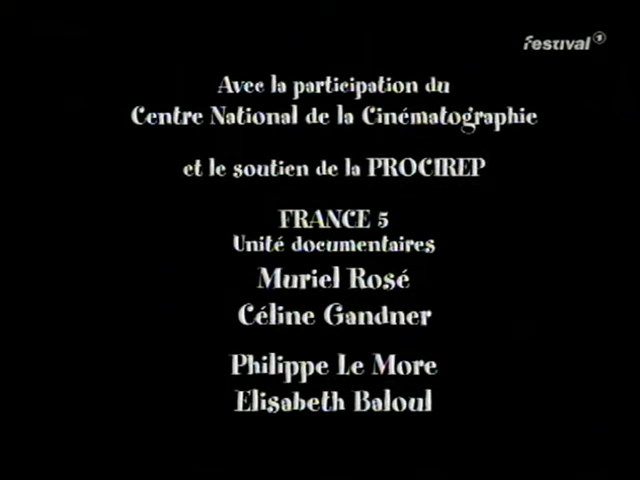 Festival
Avec la participation du
Centre National de la Cinématographie
et le soutien de la PROCIREP
FRANCE 5
Unité documentaires
Muriel Rosé
Céline Gandner
Philippe Le More
Elisabeth Baloul